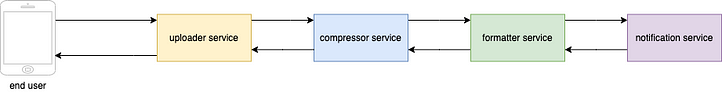 uploader service
compressor service
formatter service
notification service
end user